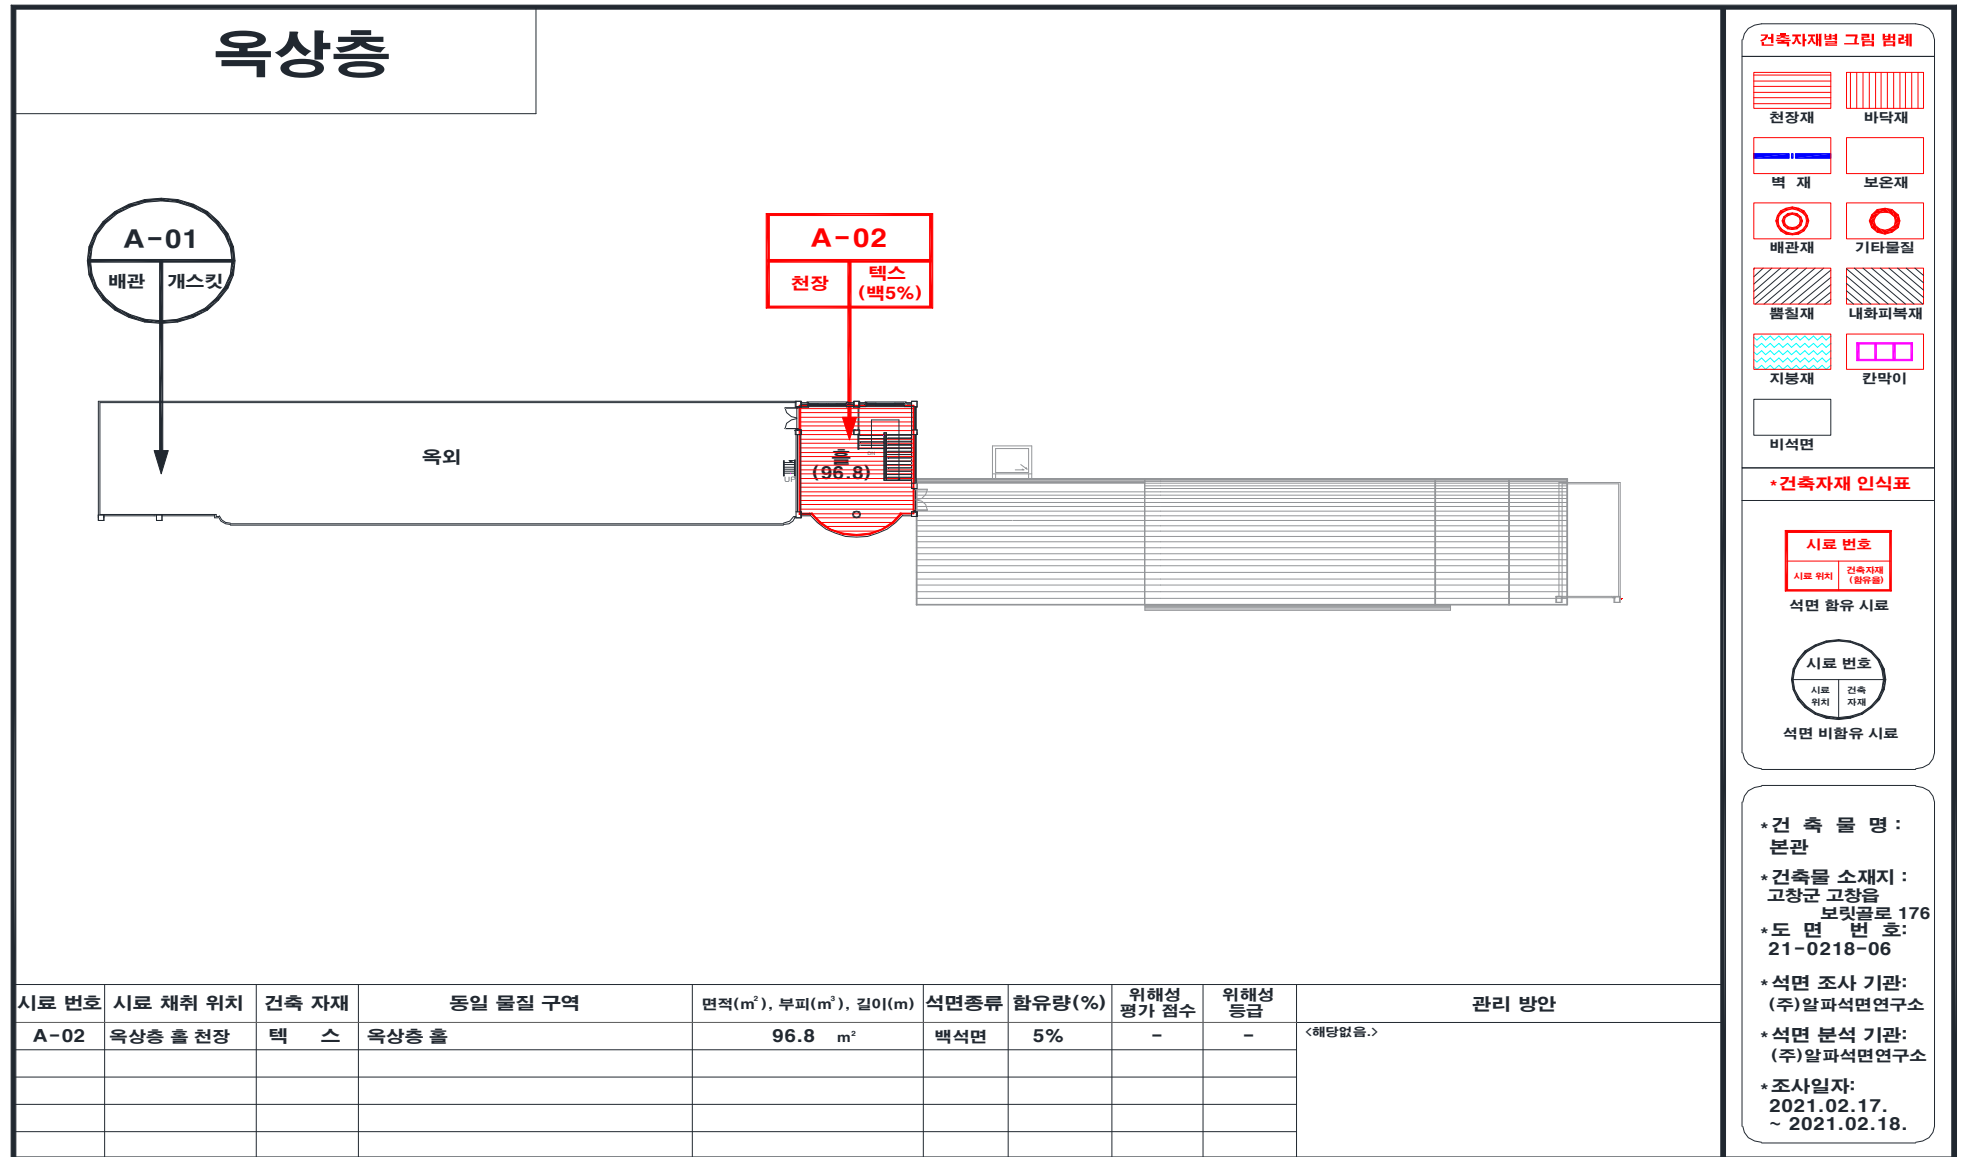 옥상층
A-01
배관 개스킷
A-02
천장 텍스
(백5%)
옥외
홀
(96.8)
UP
건축자재별 그림 범례
천장재 바닥재
벽 재 보온재
배관재 기타물질
뿜칠재 내화피복재
지붕재 칸막이
비석면
*건축자재 인식표
시료 번호
시료 위치 건축자재
(함유율)
석면 함유 시료
시료 번호
시료 건축
위치 자재
석면 비함유 시료
*건 축 물 명 :
본관
*건축물 소재지 :
고창군 고창읍
보릿골로 176
*도 면 번 호:
21-0218-06
*석면 조사 기관:
(주)알파석면연구소
*석면 분석 기관:
(주)알파석면연구소
*조사일자:
2021.02.17.
~ 2021.02.18.
시료 번호 시료 채취 위치 건축 자재 동일 물질 구역 면적(m²), 부피(m³), 길이(m) 석면종류 함유량(%) 위해성 평가 점수 위해성 등급 관리 방안
A-02 옥상층 홀 천장 텍 스 옥상층 홀 96.8 m² 백석면 5% - - <해당없음.>